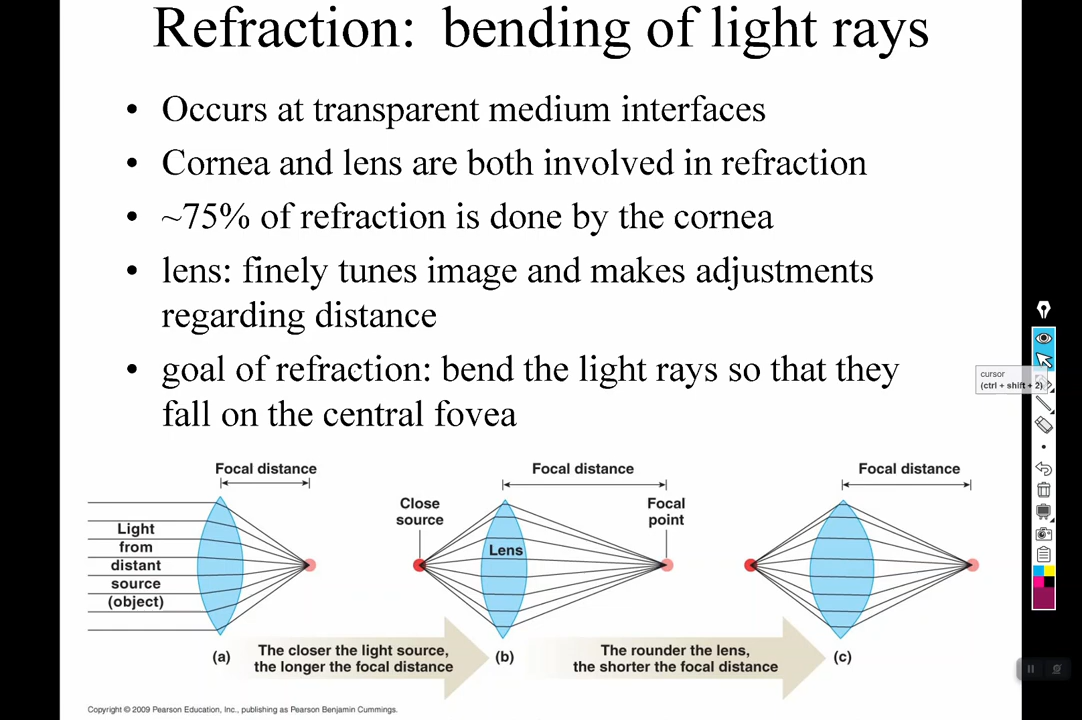 Refraction: bending of light rays
• Occurs at transparent medium interfaces
• Cornea and lens are both involved in refraction
• ~75% of refraction is done by the cornea
• lens: finely tunes image and makes adjustments
regarding distance
• goal of refraction: bend the light rays so that they
fall on the central fovea
cursor
(ctrl + shift + 2)
Focal distance
Focal distance
Focal distance
Close
source
Focal
point
Light
from
distant
source
(object)
Lens
(a)
The closer the light source,
the longer the focal distance
(b)
The rounder the lens,
the shorter the focal distance
(c)
Copyright © 2009 Pearson Education, Inc., publishing as Pearson Benjamin Cummings.